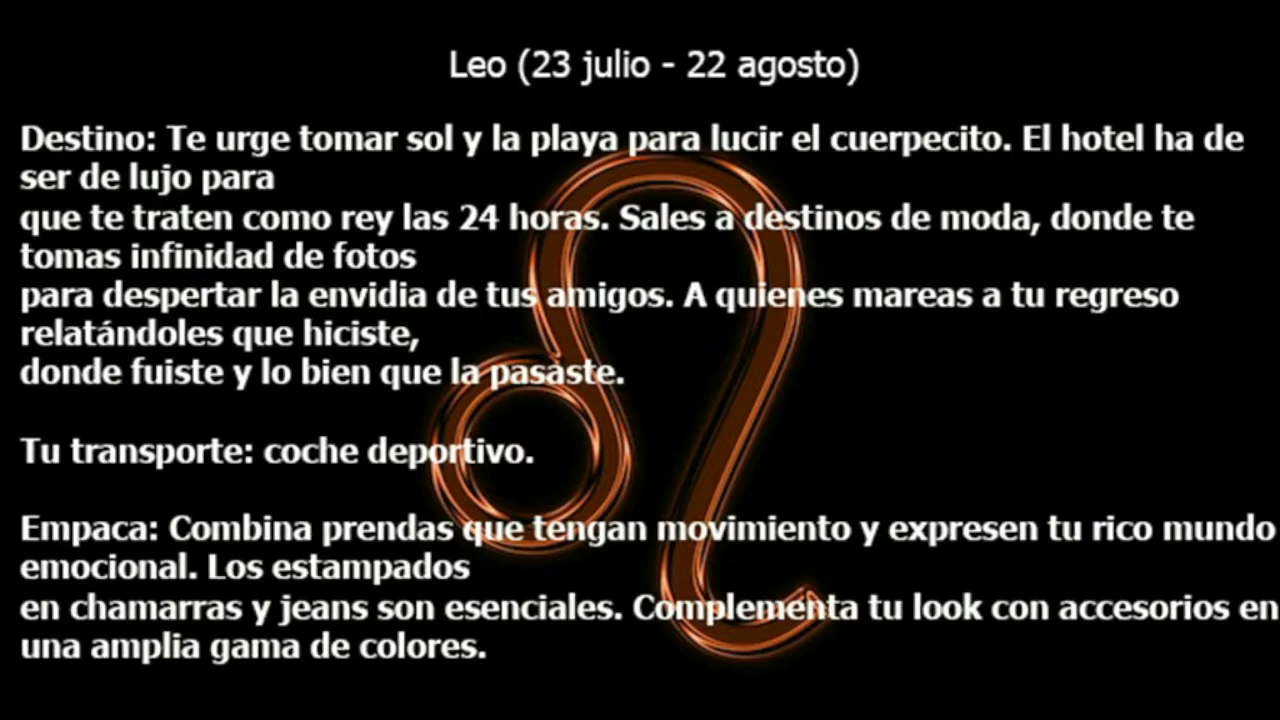 Leo (23 julio - 22 agosto)
Destino: Te urge tomar sol y la playa para lucir el cuerpecito. El hotel ha de
ser de lujo para
que te traten como rey las 24 horas. Sales a destinos de moda, donde te
tomas infinidad de fotos
para despertar la envidia de tus amigos. A quienes mareas a tu regreso
relatándoles que hiciste,
donde fuiste y lo bien que la pasaste.
Tu transporte: coche deportivo.
Empaca: Combina prendas que tengan movimiento y expresen tu rico mundo
emocional. Los estampados
en chamarras y jeans son esenciales. Complementa tu look con accesorios en
una amplia gama de colores.